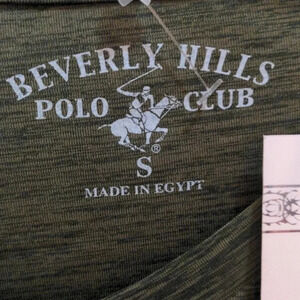 BEVERLY HILLS
POLO CLUB
S
®
MADE IN EGYPT